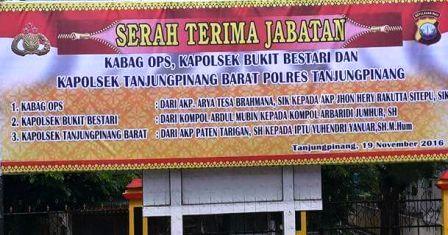 SERAH TERIMA JABATAN
KABAG OPS, KAPOLSEK BUKIT BESTARI DAN
KAPOLSEK TANJUNGPINANG BARAT POLRES TANJUNGPINANG
1. KABAG OPS : DARI AKP. ARYA TESA BRAHMANA, SIK KEPADA AKP JHON HERY RAKUTTA SITEPU, SIK
2. KAPOLSEK BUKIT BESTARI : DARI KOMPOL ABDUL MUBIN KEPADA KOMPOL ARBARIDI JUMHUR, SH
3. KAPOLSEK TANJUNGPINANG BARAT : DARI AKP PATEN TARIGAN, SH KEPADA IPTU YUHENDRI YANUAR,SH,M.Hum
Tanjungpinang, 19 November 2016